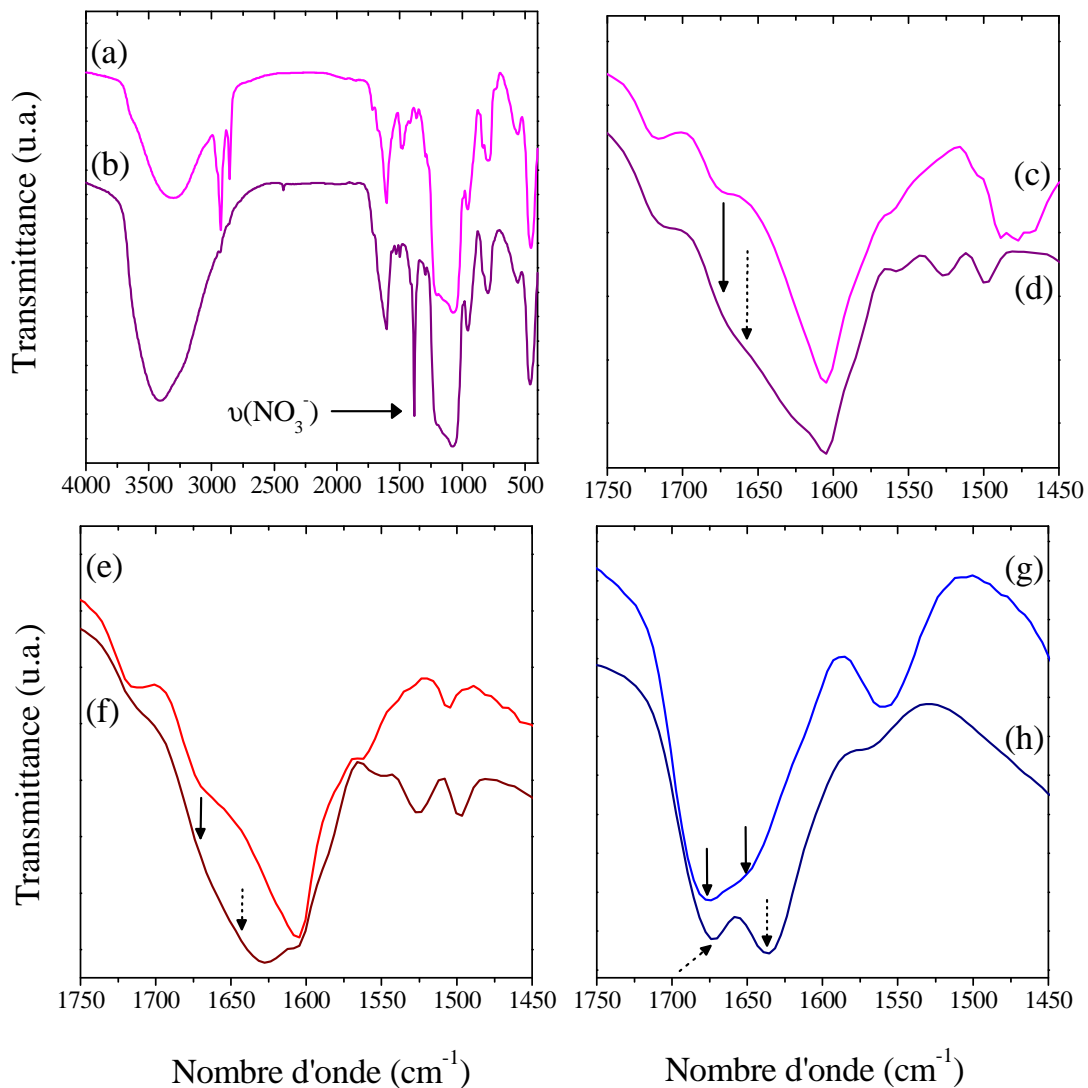 (a)
(b)
υ(NO₃⁻)
Transmittance (u.a.)
4000 3500 3000 2500 2000 1500 1000 500
(c)
(d)
1750 1700 1650 1600 1550 1500 1450
(e)
(f)
Transmittance (u.a.)
1750 1700 1650 1600 1550 1500 1450
Nombre d'onde (cm⁻¹)
(g)
(h)
1750 1700 1650 1600 1550 1500 1450
Nombre d'onde (cm⁻¹)